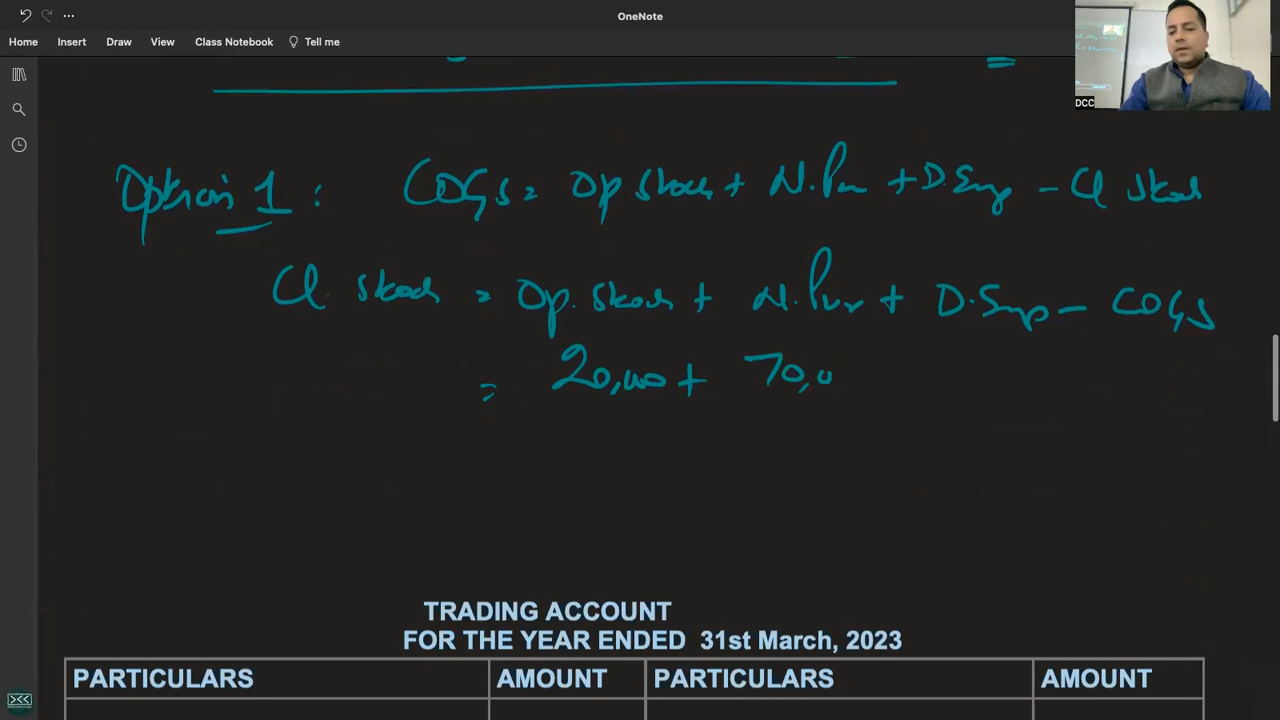 OneNote
Home Insert Draw View Class Notebook Tell me
DCC
Option 1 : COGS = Op Stock + N.Pur + D.Exp - Cl Stock
Cl. Stock = Op. Stock + N.Pur + D.Exp - COGS
= 20,000 + 70,0
TRADING ACCOUNT
FOR THE YEAR ENDED 31st March, 2023
PARTICULARS AMOUNT PARTICULARS AMOUNT